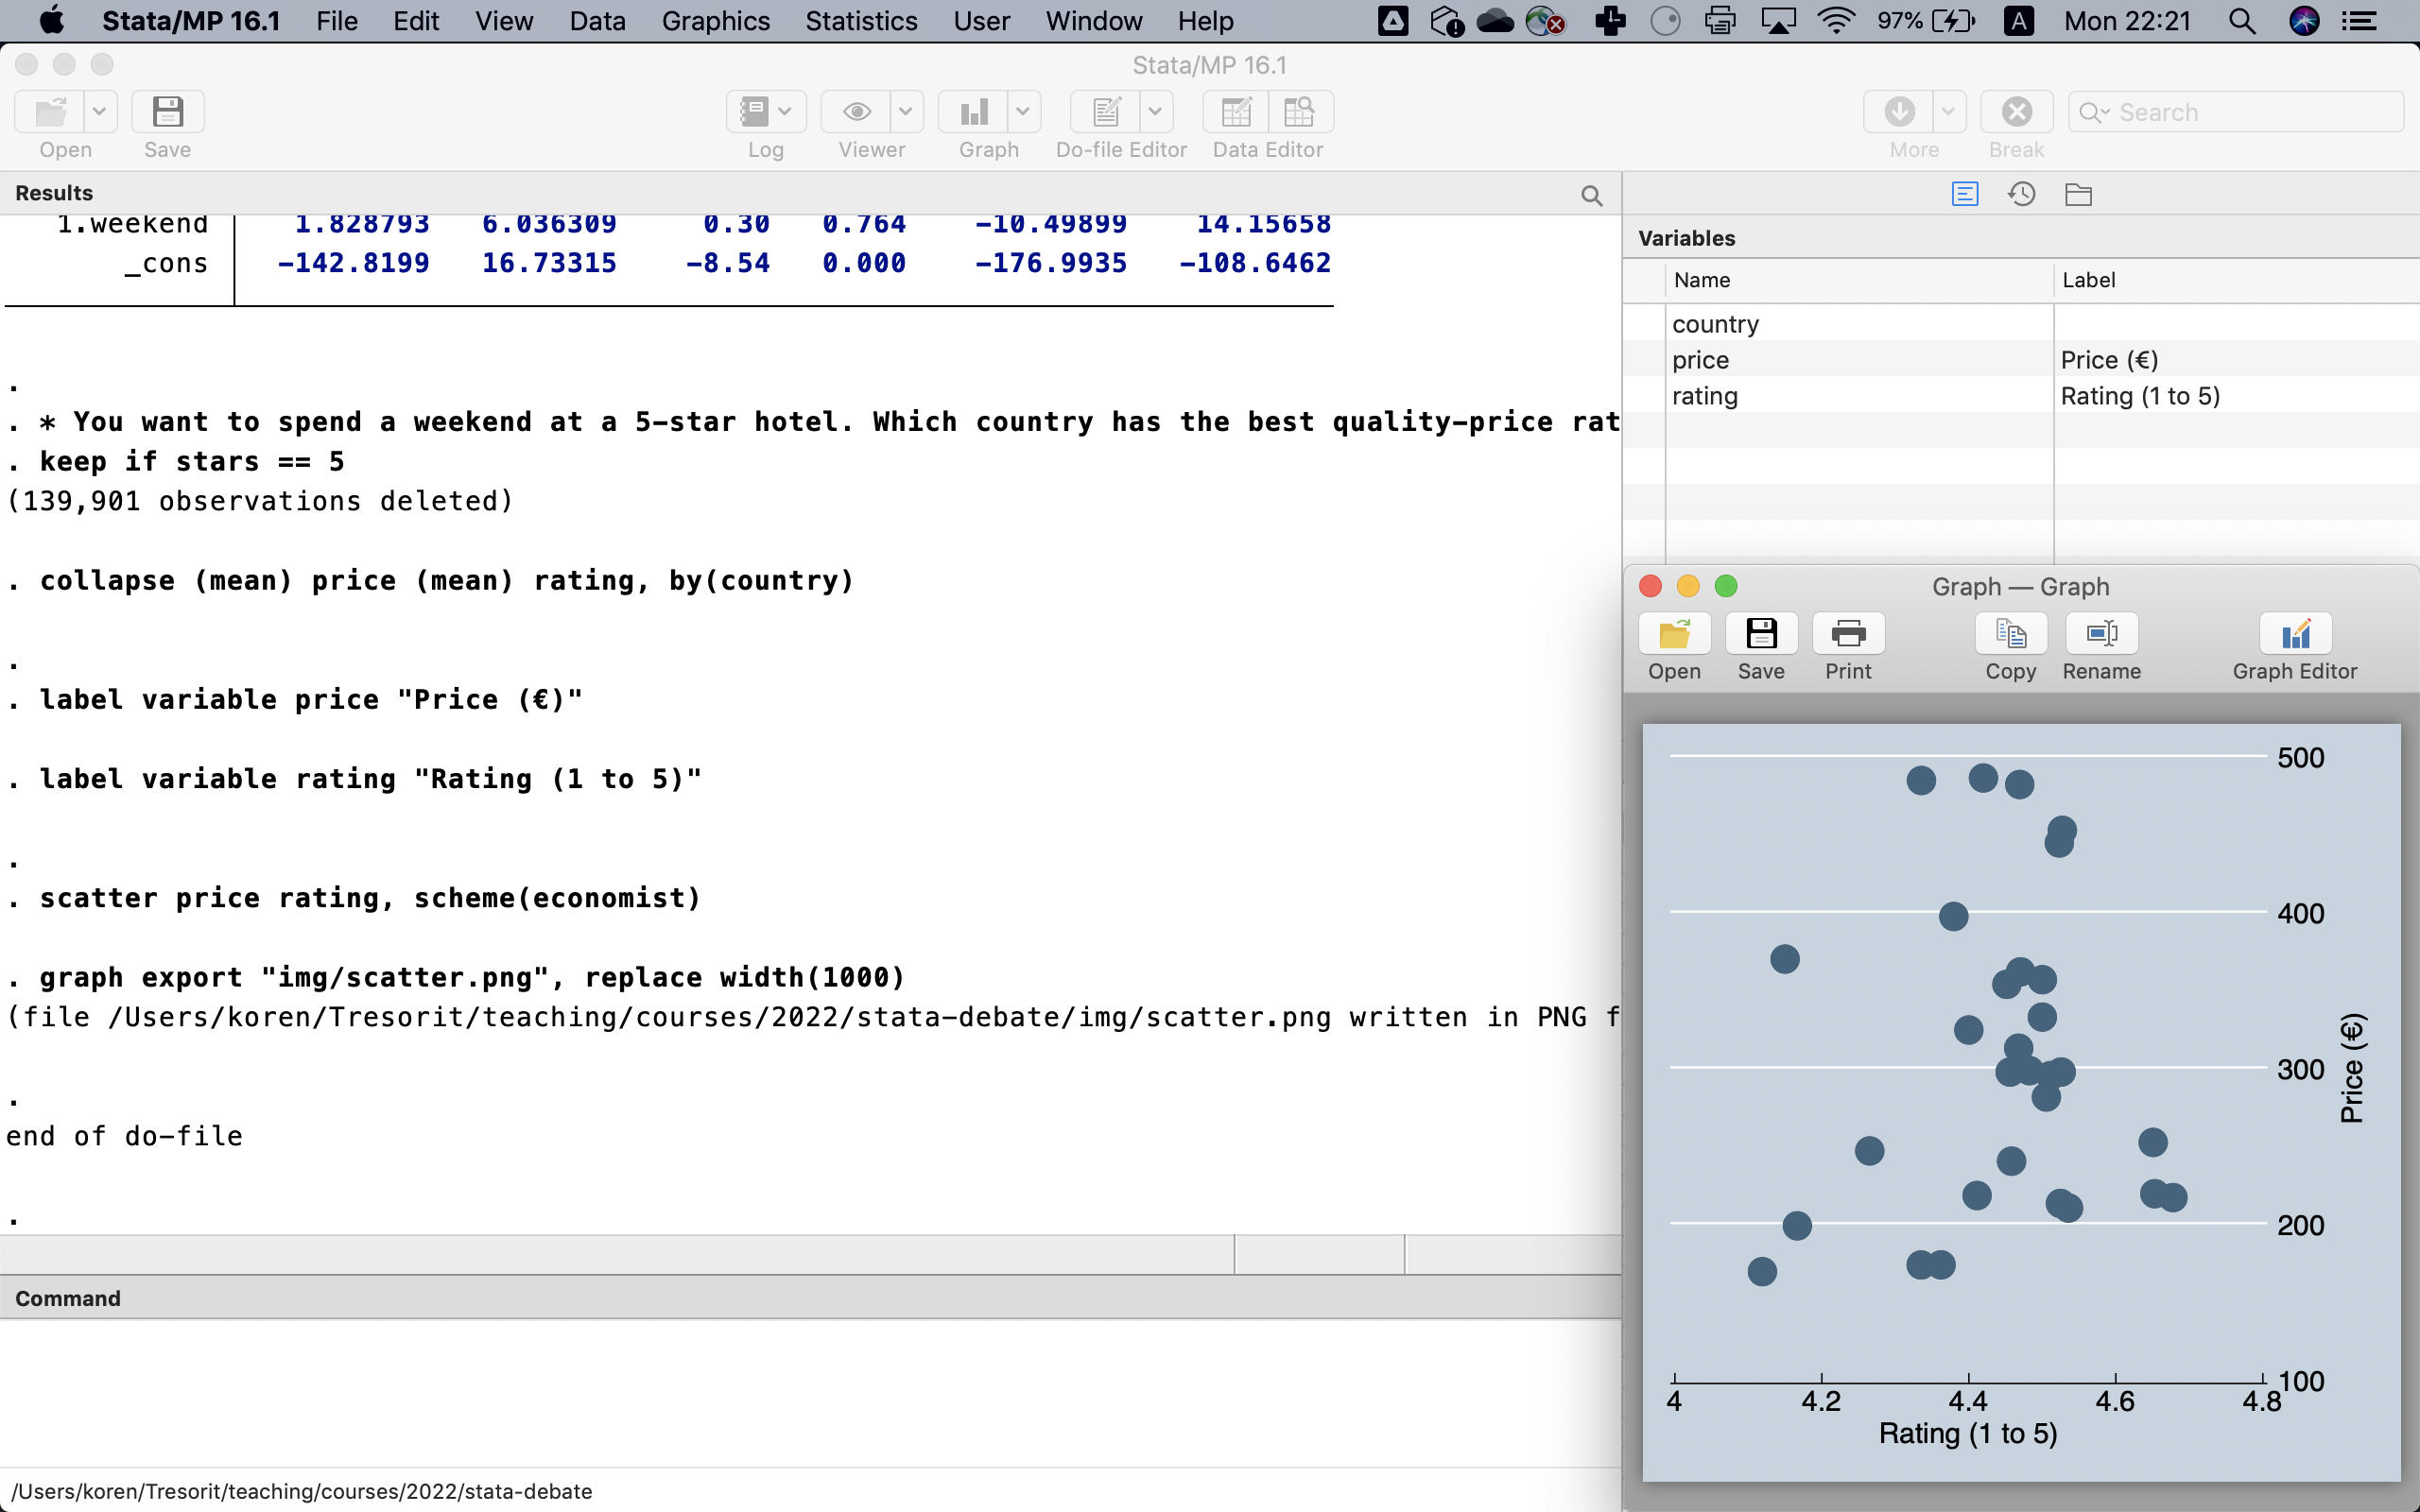 Stata/MP 16.1 File Edit View Data Graphics Statistics User Window Help 97% A Mon 22:21
Stata/MP 16.1
Search
Open Save Log Viewer Graph Do-file Editor Data Editor More Break
Results
1.weekend 1.828793 6.036309 0.30 0.764 -10.49899 14.15658
_cons -142.8199 16.73315 -8.54 0.000 -176.9935 -108.6462
.
. * You want to spend a weekend at a 5-star hotel. Which country has the best quality-price rat
. keep if stars == 5
(139,901 observations deleted)
. collapse (mean) price (mean) rating, by(country)
.
. label variable price "Price (€)"
. label variable rating "Rating (1 to 5)"
.
. scatter price rating, scheme(economist)
. graph export "img/scatter.png", replace width(1000)
(file /Users/koren/Tresorit/teaching/courses/2022/stata-debate/img/scatter.png written in PNG f
.
end of do-file
.
Command
/Users/koren/Tresorit/teaching/courses/2022/stata-debate
Variables
Name Label
country
price Price (€)
rating Rating (1 to 5)
Graph — Graph
Open Save Print Copy Rename Graph Editor
500
400
300
200
100
Price (€)
4 4.2 4.4 4.6 4.8
Rating (1 to 5)